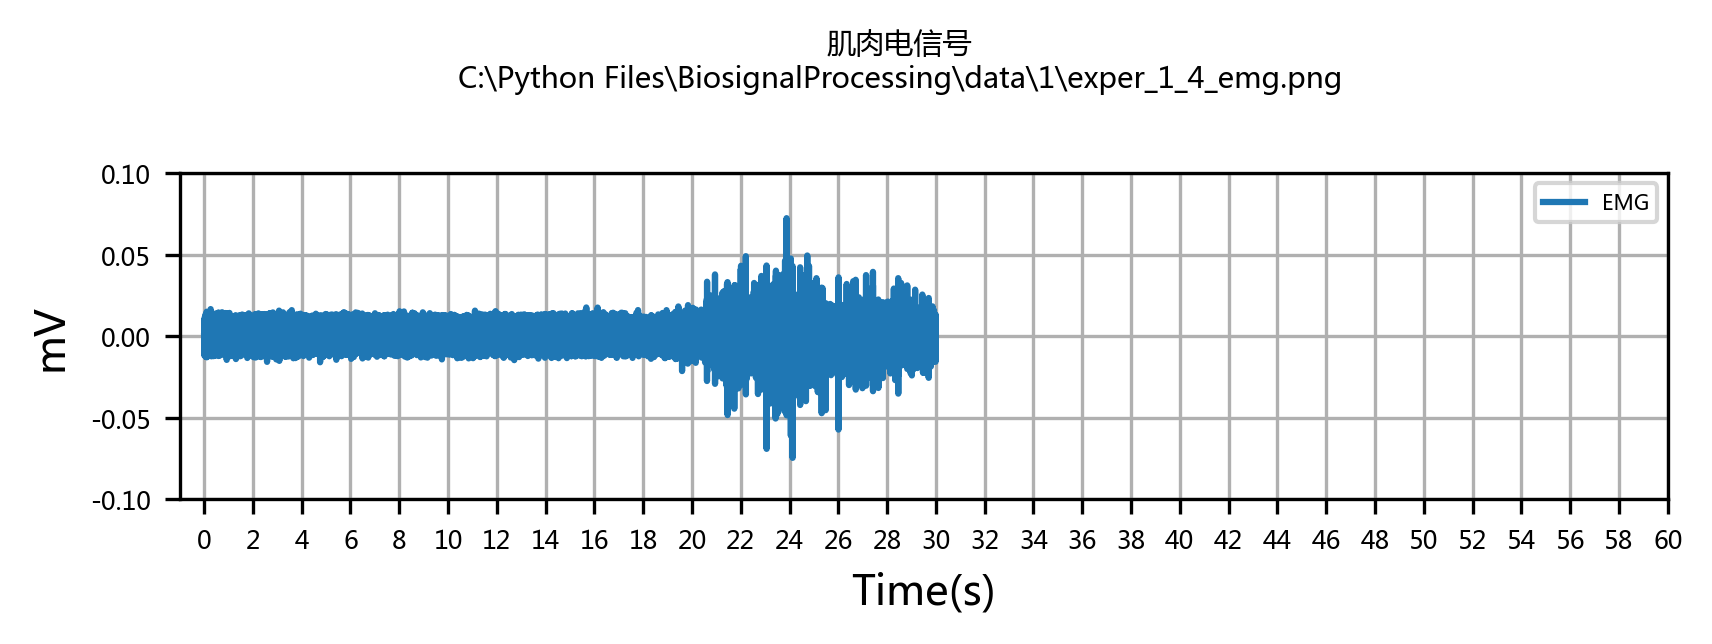 肌肉电信号
C:\Python Files\BiosignalProcessing\data\1\exper_1_4_emg.png
0.10
0.05
0.00
-0.05
-0.10
mV
EMG
0 2 4 6 8 10 12 14 16 18 20 22 24 26 28 30 32 34 36 38 40 42 44 46 48 50 52 54 56 58 60
Time(s)